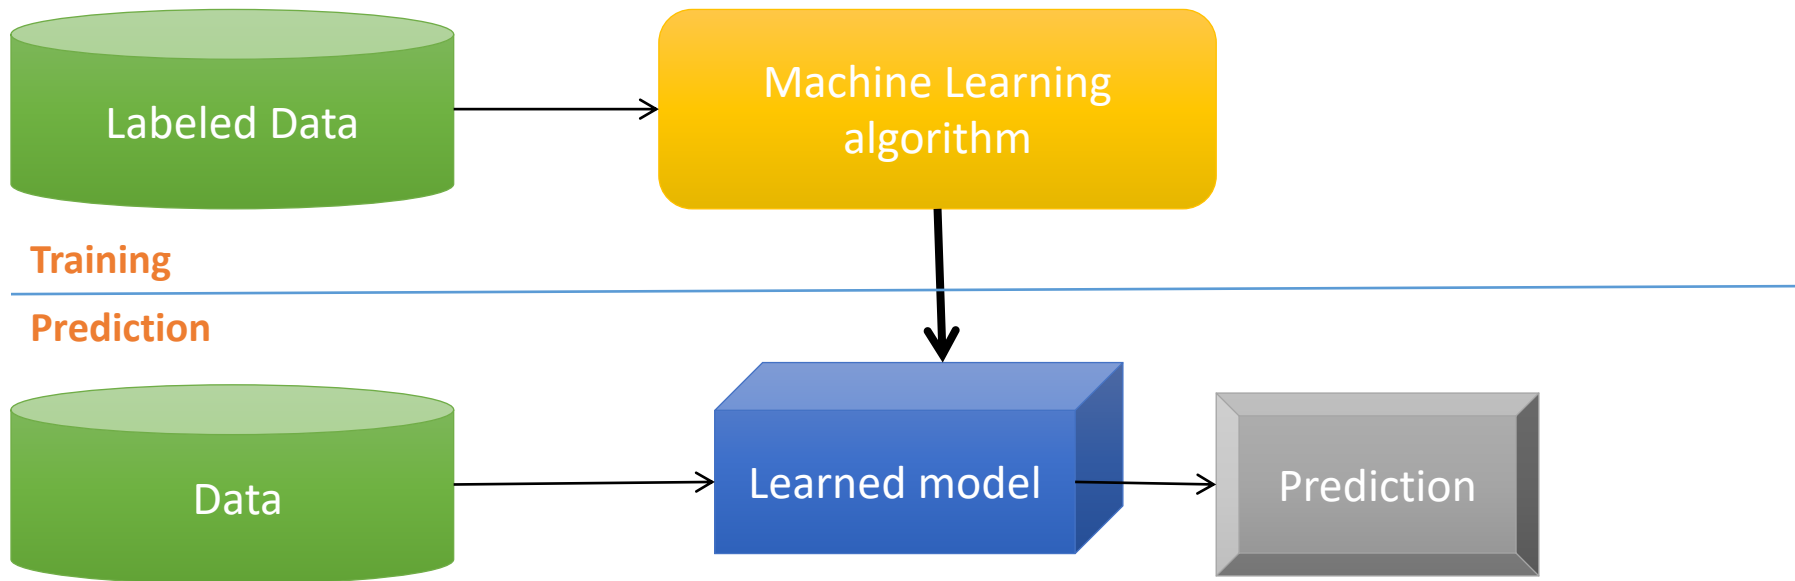 Labeled Data
Machine Learning
algorithm
Training
Prediction
Data
Learned model
Prediction